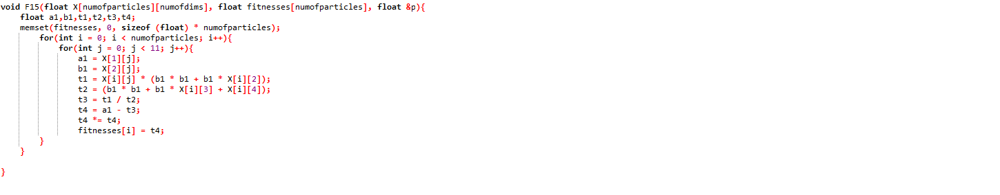 void F15(float X[numofparticles][numofdims], float fitnesses[numofparticles], float &p){
    float a1,b1,t1,t2,t3,t4;
    memset(fitnesses, 0, sizeof (float) * numofparticles);
        for(int i = 0; i < numofparticles; i++){
            for(int j = 0; j < 11; j++){
                a1 = X[1][j];
                b1 = X[2][j];
                t1 = X[i][j] * (b1 * b1 + b1 * X[i][2]);
                t2 = (b1 * b1 + b1 * X[i][3] + X[i][4]);
                t3 = t1 / t2;
                t4 = a1 - t3;
                t4 *= t4;
                fitnesses[i] = t4;
        }
    }
}